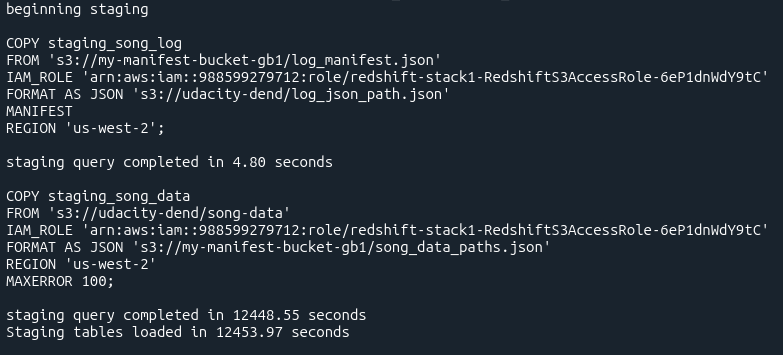 beginning staging
COPY staging_song_log
FROM 's3://my-manifest-bucket-gb1/log_manifest.json'
IAM_ROLE 'arn:aws:iam::988599279712:role/redshift-stack1-RedshiftS3AccessRole-6eP1dnWdY9tC'
FORMAT AS JSON 's3://udacity-dend/log_json_path.json'
MANIFEST
REGION 'us-west-2';
staging query completed in 4.80 seconds
COPY staging_song_data
FROM 's3://udacity-dend/song-data'
IAM_ROLE 'arn:aws:iam::988599279712:role/redshift-stack1-RedshiftS3AccessRole-6eP1dnWdY9tC'
FORMAT AS JSON 's3://my-manifest-bucket-gb1/song_data_paths.json'
REGION 'us-west-2'
MAXERROR 100;
staging query completed in 12448.55 seconds
Staging tables loaded in 12453.97 seconds